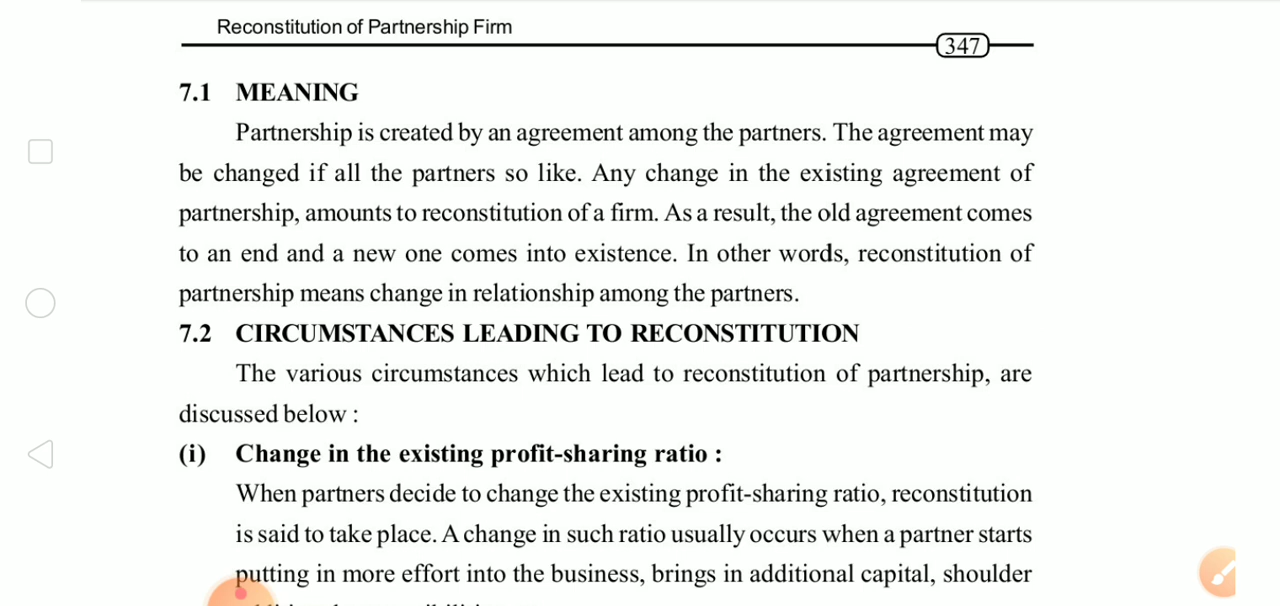 Reconstitution of Partnership Firm
347
7.1 MEANING
Partnership is created by an agreement among the partners. The agreement may
be changed if all the partners so like. Any change in the existing agreement of
partnership, amounts to reconstitution of a firm. As a result, the old agreement comes
to an end and a new one comes into existence. In other words, reconstitution of
partnership means change in relationship among the partners.
7.2 CIRCUMSTANCES LEADING TO RECONSTITUTION
The various circumstances which lead to reconstitution of partnership, are
discussed below :
(i) Change in the existing profit-sharing ratio :
When partners decide to change the existing profit-sharing ratio, reconstitution
is said to take place. A change in such ratio usually occurs when a partner starts
putting in more effort into the business, brings in additional capital, shoulder